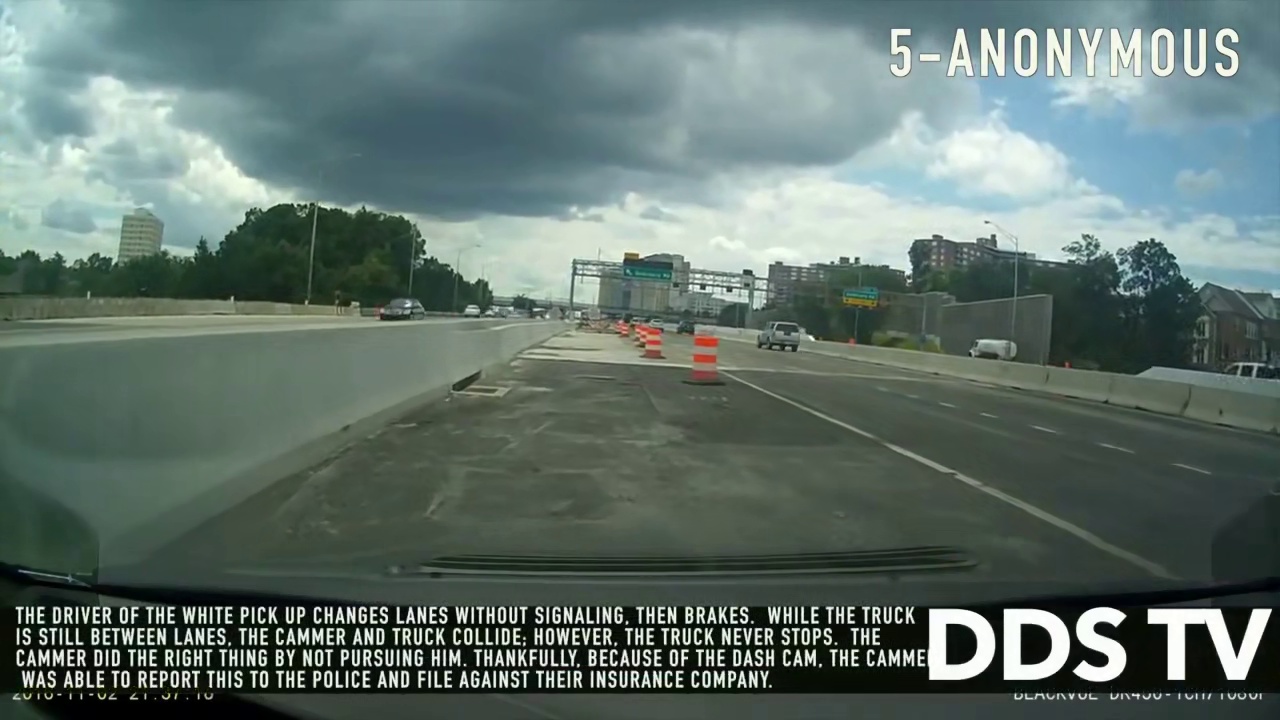 5-ANONYMOUS
THE DRIVER OF THE WHITE PICK UP CHANGES LANES WITHOUT SIGNALING, THEN BRAKES. WHILE THE TRUCK
IS STILL BETWEEN LANES, THE CAMMER AND TRUCK COLLIDE; HOWEVER, THE TRUCK NEVER STOPS. THE
CAMMER DID THE RIGHT THING BY NOT PURSUING HIM. THANKFULLY, BECAUSE OF THE DASH CAM, THE CAMME
WAS ABLE TO REPORT THIS TO THE POLICE AND FILE AGAINST THEIR INSURANCE COMPANY.
DDS TV